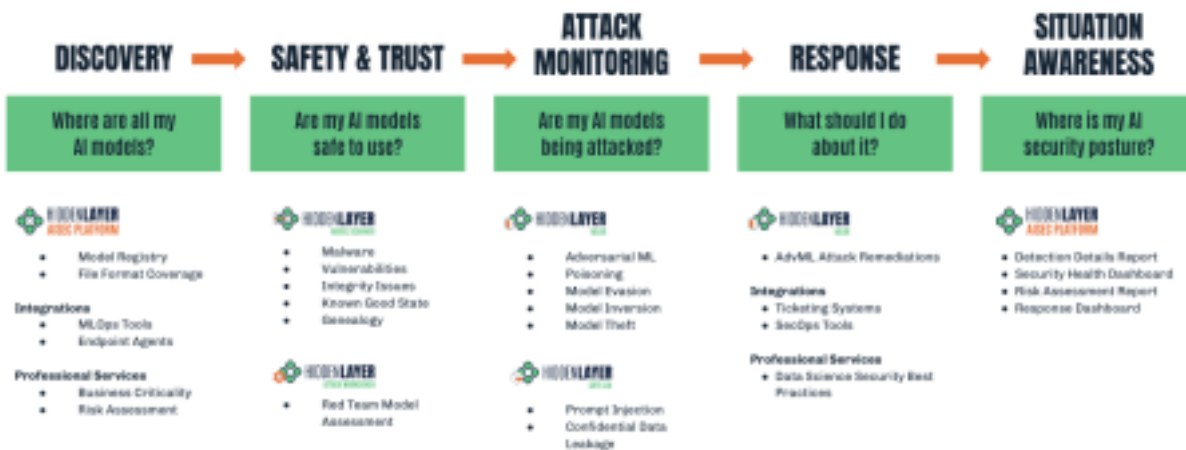 DISCOVERY
Where are all my
AI models?
HIDDENLAYER
AISEC PLATFORM
Model Registry
File Format Coverage
Integrations
MLOps Tools
Endpoint Agents
Professional Services
Business Criticality
Risk Assessment
SAFETY & TRUST
Are my AI models
safe to use?
HIDDENLAYER
Malware
Vulnerabilities
Integrity Issues
Known Good State
Genealogy
HIDDENLAYER
Red Team Model
Assessment
ATTACK
MONITORING
Are my AI models
being attacked?
HIDDENLAYER
Adversarial ML
Poisoning
Model Evasion
Model Inversion
Model Theft
HIDDENLAYER
Prompt Injection
Confidential Data
Leakage
RESPONSE
What should I do
about it?
HIDDENLAYER
AdvML Attack Remediations
Integrations
Ticketing Systems
SecOps Tools
Professional Services
Data Science Security Best
Practices
SITUATION
AWARENESS
Where is my AI
security posture?
HIDDENLAYER
AISEC PLATFORM
Detection Details Report
Security Health Dashboard
Risk Assessment Report
Response Dashboard